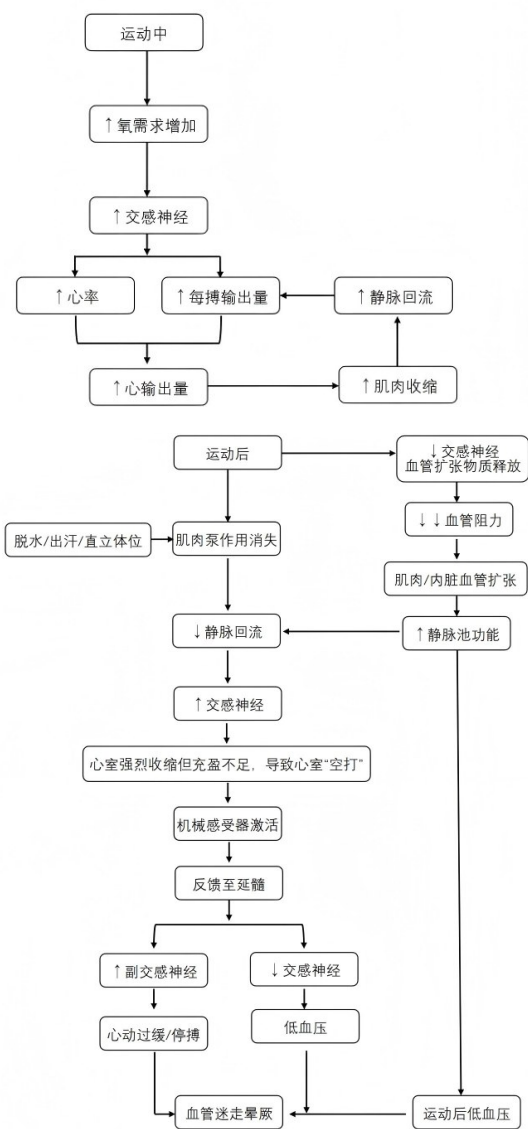 运动中
↑氧需求增加
↑交感神经
↑心率
↑每搏输出量
↑静脉回流
↑心输出量
↑肌肉收缩
运动后
↓交感神经
血管扩张物质释放
↓↓血管阻力
脱水/出汗/直立体位
肌肉泵作用消失
肌肉/内脏血管扩张
↓静脉回流
↑静脉池功能
↑交感神经
心室强烈收缩但充盈不足，导致心室“空打”
机械感受器激活
反馈至延髓
↑副交感神经
↓交感神经
心动过缓/停搏
低血压
血管迷走晕厥
运动后低血压